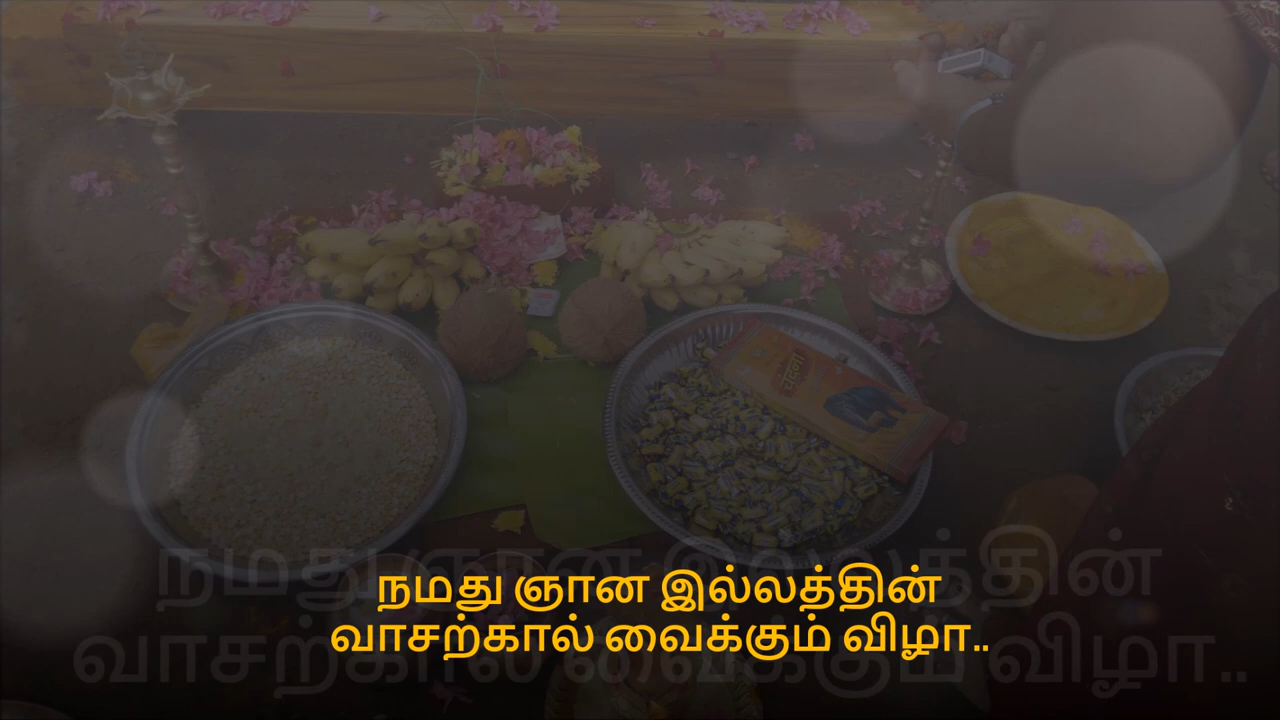 நமது ஞான இல்லத்தின்
வாசற்கால் வைக்கும் விழா..